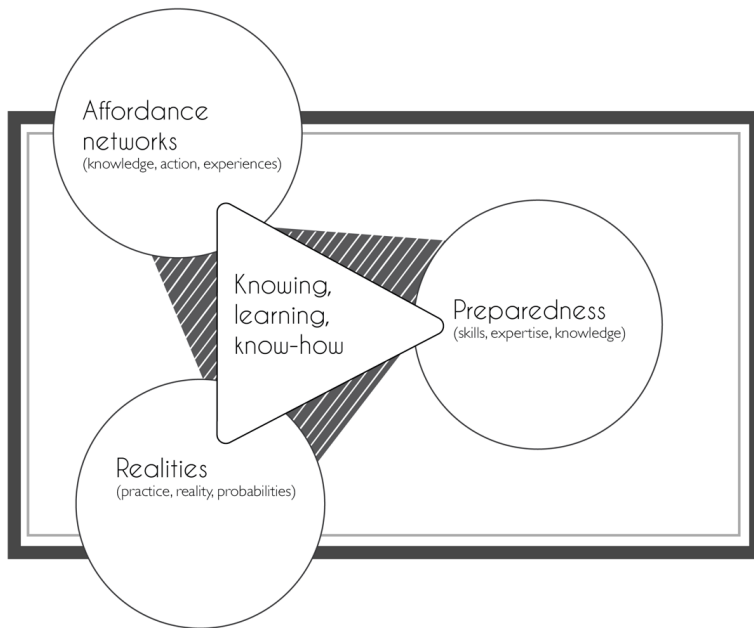 Affordance
networks
(knowledge, action, experiences)
Knowing,
learning,
know-how
Preparedness
(skills, expertise, knowledge)
Realities
(practice, reality, probabilities)